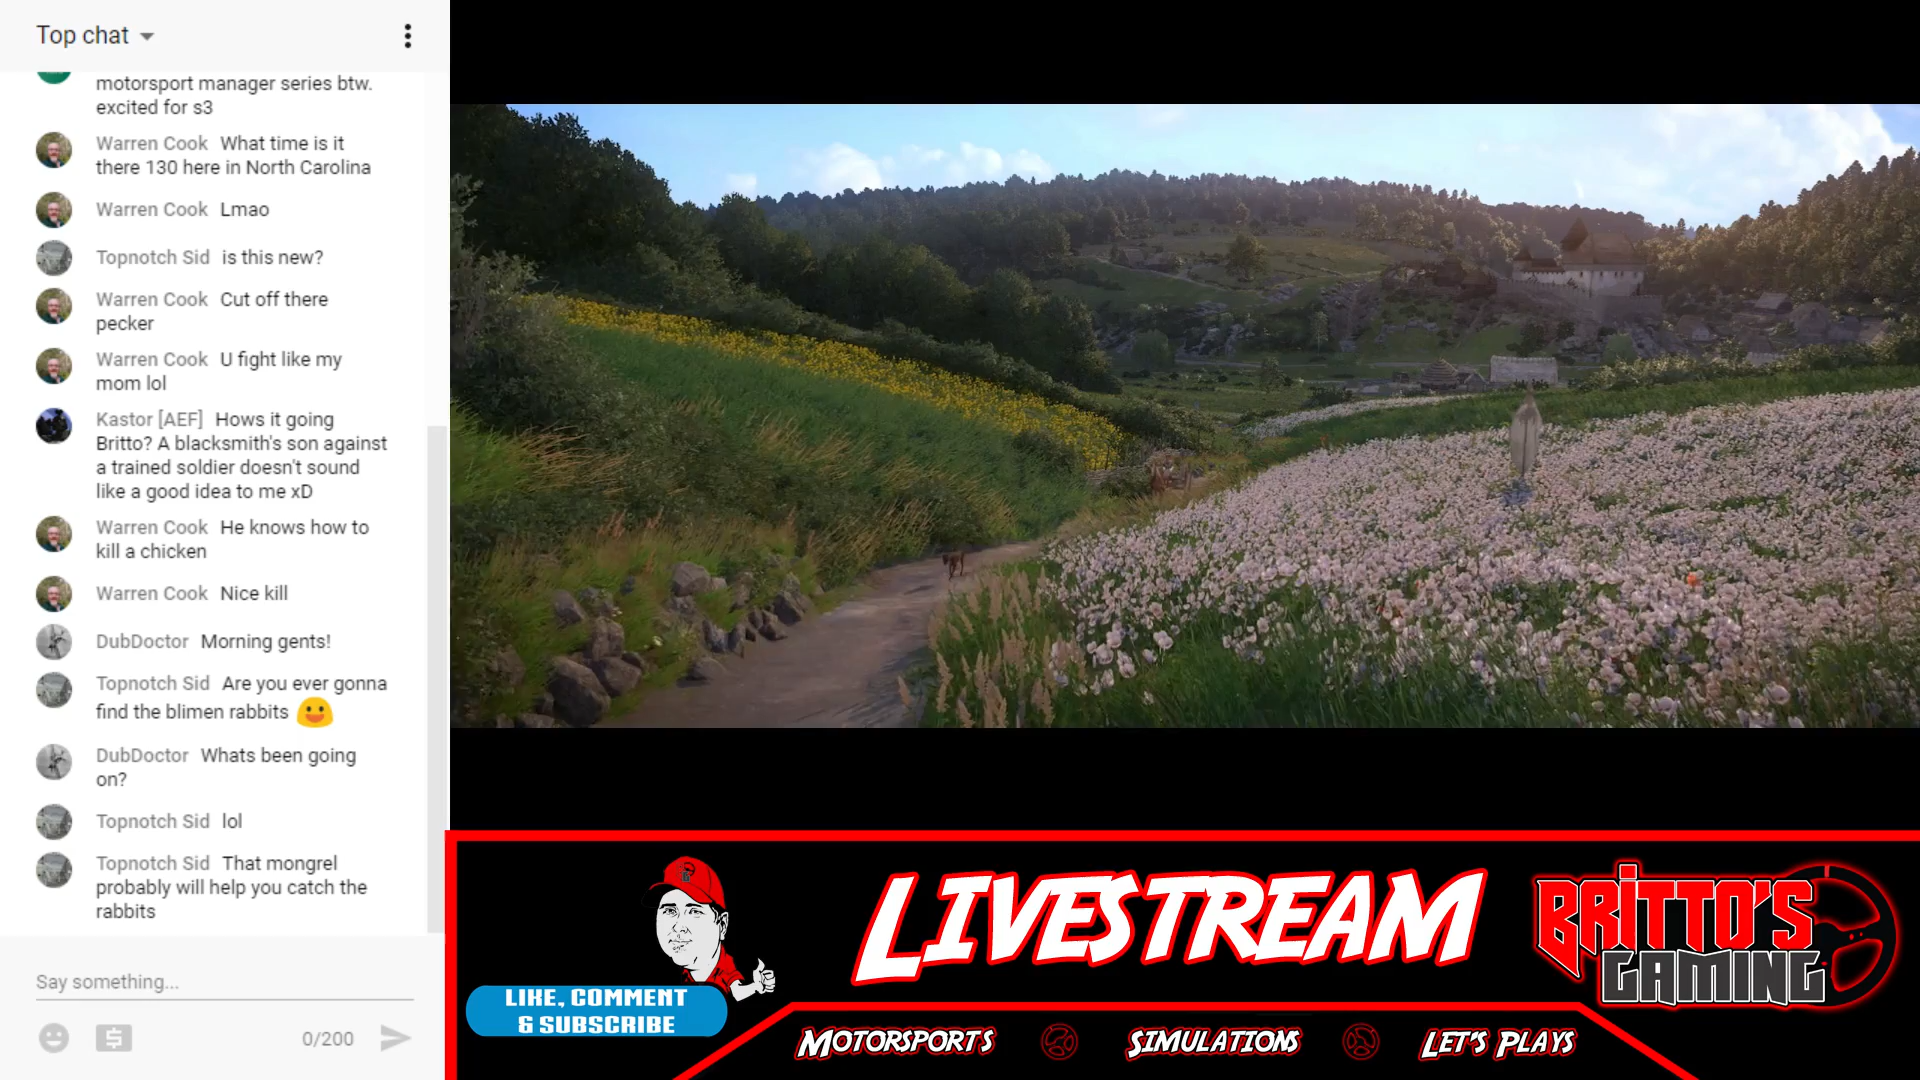 Top chat
motorsport manager series btw.
excited for s3
Warren Cook What time is it
there 130 here in North Carolina
Warren Cook Lmao
Topnotch Sid is this new?
Warren Cook Cut off there
pecker
Warren Cook U fight like my
mom lol
Kastor [AEF] Hows it going
Britto? A blacksmith's son against
a trained soldier doesn't sound
like a good idea to me xD
Warren Cook He knows how to
kill a chicken
Warren Cook Nice kill
DubDoctor Morning gents!
Topnotch Sid Are you ever gonna
find the blimen rabbits
DubDoctor Whats been going
on?
Topnotch Sid lol
Topnotch Sid That mongrel
probably will help you catch the
rabbits
Say something...
0/200
LIKE, COMMENT
& SUBSCRIBE
LIVESTREAM
BRITTO'S
GAMING
MOTORSPORTS
SIMULATIONS
LET'S PLAYS